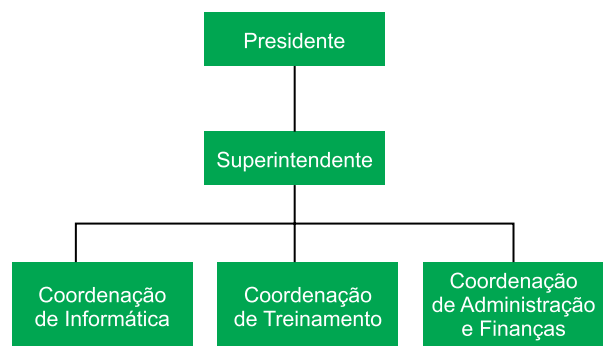 Presidente
Superintendente
Coordenação
de Informática
Coordenação
de Treinamento
Coordenação
de Administração
e Finanças